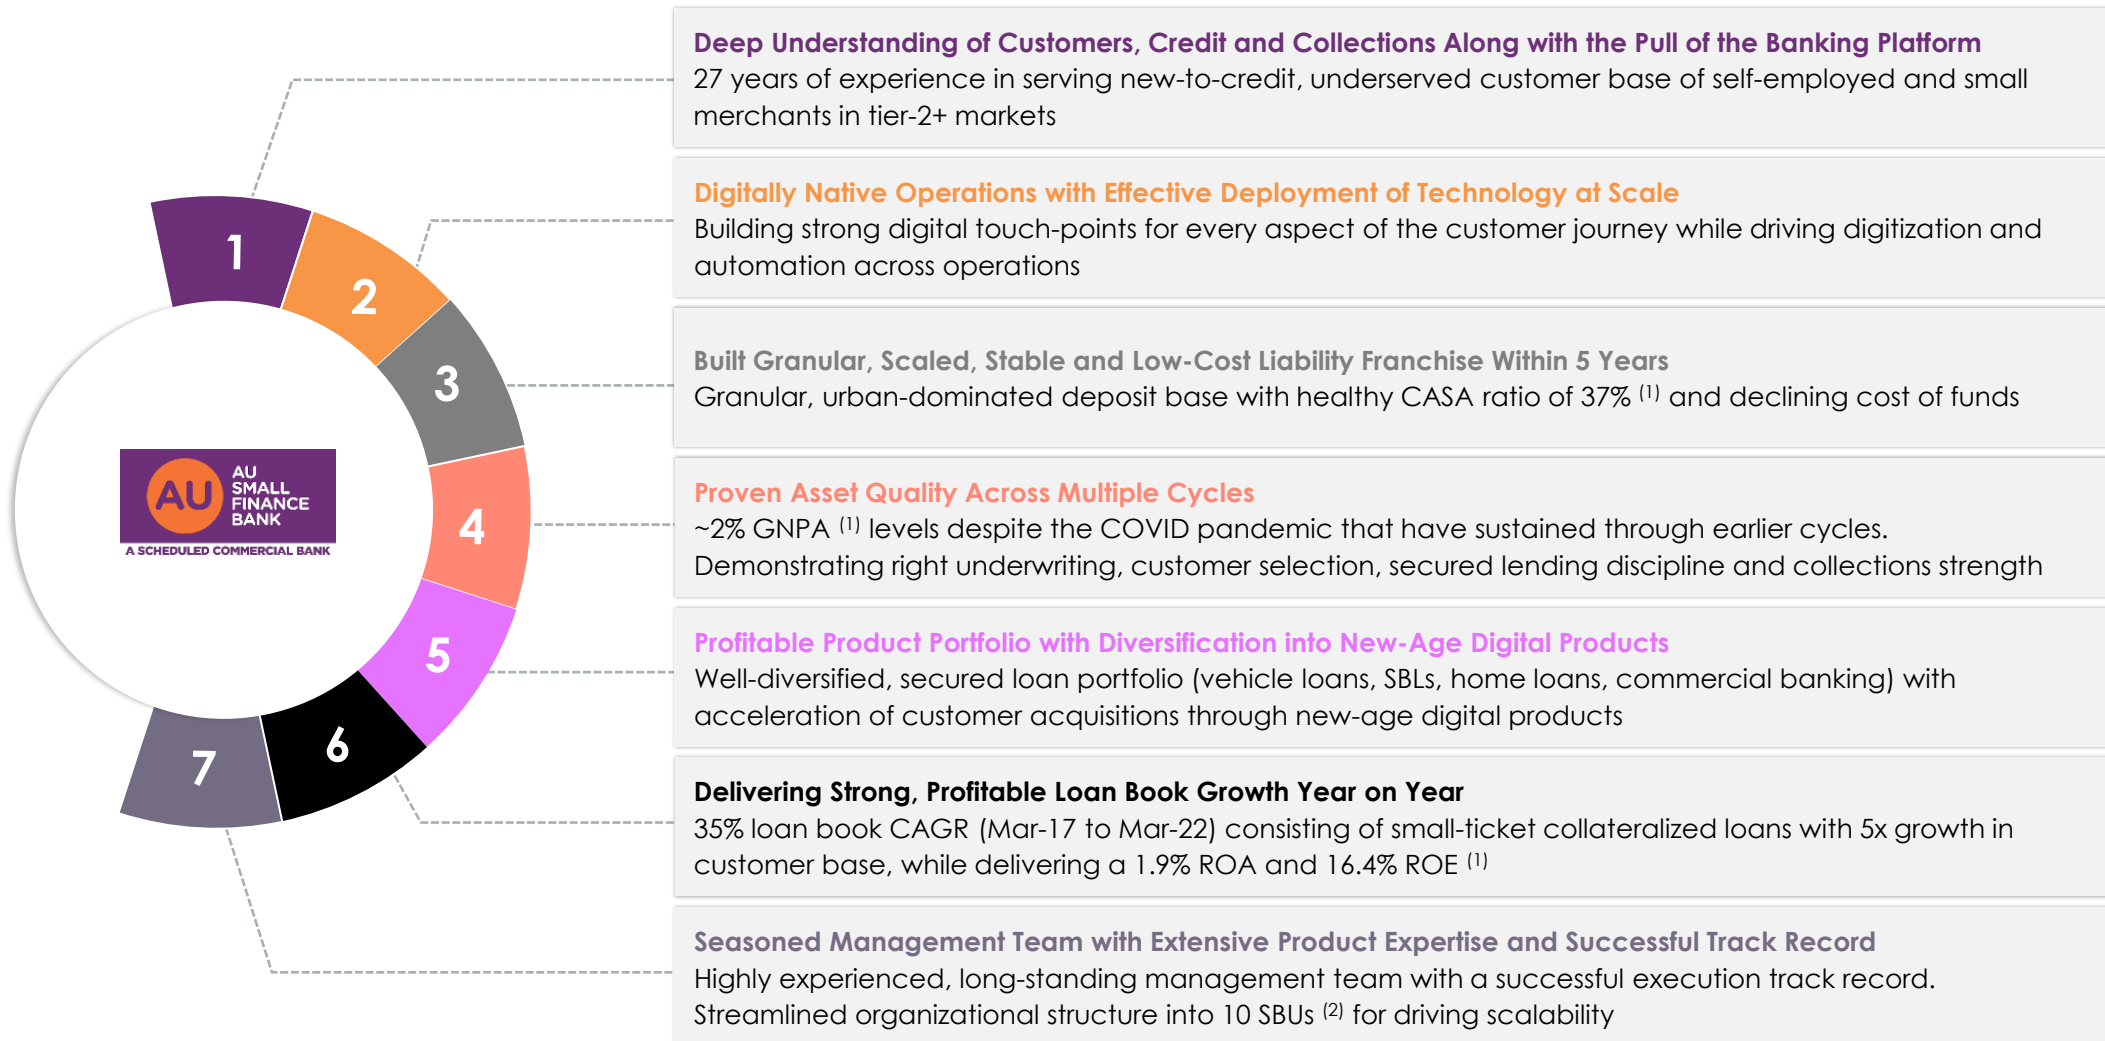 Deep Understanding of Customers, Credit and Collections Along with the Pull of the Banking Platform
27 years of experience in serving new-to-credit, underserved customer base of self-employed and small
merchants in tier-2+ markets
Digitally Native Operations with Effective Deployment of Technology at Scale
Building strong digital touch-points for every aspect of the customer journey while driving digitization and
automation across operations
Built Granular, Scaled, Stable and Low-Cost Liability Franchise Within 5 Years
Granular, urban-dominated deposit base with healthy CASA ratio of 37% (1) and declining cost of funds
Proven Asset Quality Across Multiple Cycles
~2% GNPA (1) levels despite the COVID pandemic that have sustained through earlier cycles.
Demonstrating right underwriting, customer selection, secured lending discipline and collections strength
Profitable Product Portfolio with Diversification into New-Age Digital Products
Well-diversified, secured loan portfolio (vehicle loans, SBLs, home loans, commercial banking) with
acceleration of customer acquisitions through new-age digital products
Delivering Strong, Profitable Loan Book Growth Year on Year
35% loan book CAGR (Mar-17 to Mar-22) consisting of small-ticket collateralized loans with 5x growth in
customer base, while delivering a 1.9% ROA and 16.4% ROE (1)
Seasoned Management Team with Extensive Product Expertise and Successful Track Record
Highly experienced, long-standing management team with a successful execution track record.
Streamlined organizational structure into 10 SBUs (2) for driving scalability
1
2
3
4
5
6
7
AU
AU
SMALL
FINANCE
BANK
A SCHEDULED COMMERCIAL BANK